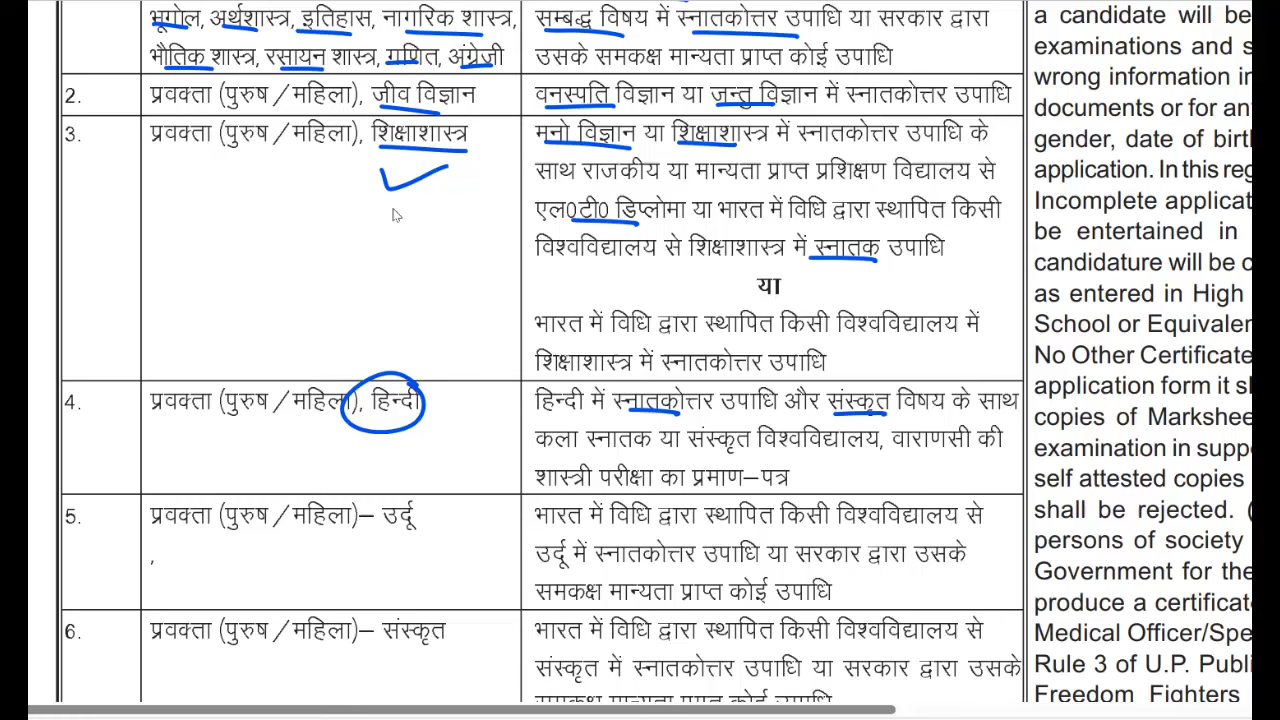 भूगोल, अर्थशास्त्र, इतिहास, नागरिक शास्त्र,
भौतिक शास्त्र, रसायन शास्त्र, गणित, अंग्रेजी
सम्बद्ध विषय में स्नातकोत्तर उपाधि या सरकार द्वारा
उसके समकक्ष मान्यता प्राप्त कोई उपाधि
2.
प्रवक्ता (पुरुष/महिला), जीव विज्ञान
वनस्पति विज्ञान या जन्तु विज्ञान में स्नातकोत्तर उपाधि
3.
प्रवक्ता (पुरुष/महिला), शिक्षाशास्त्र
मनो विज्ञान या शिक्षाशास्त्र में स्नातकोत्तर उपाधि के
साथ राजकीय या मान्यता प्राप्त प्रशिक्षण विद्यालय से
एल0टी0 डिप्लोमा या भारत में विधि द्वारा स्थापित किसी
विश्वविद्यालय से शिक्षाशास्त्र में स्नातक उपाधि
या
भारत में विधि द्वारा स्थापित किसी विश्वविद्यालय में
शिक्षाशास्त्र में स्नातकोत्तर उपाधि
4.
प्रवक्ता (पुरुष/महिला), हिन्दी
हिन्दी में स्नातकोत्तर उपाधि और संस्कृत विषय के साथ
कला स्नातक या संस्कृत विश्वविद्यालय, वाराणसी की
शास्त्री परीक्षा का प्रमाण–पत्र
5.
प्रवक्ता (पुरुष/महिला)– उर्दू
,
भारत में विधि द्वारा स्थापित किसी विश्वविद्यालय से
उर्दू में स्नातकोत्तर उपाधि या सरकार द्वारा उसके
समकक्ष मान्यता प्राप्त कोई उपाधि
6.
प्रवक्ता (पुरुष/महिला)– संस्कृत
भारत में विधि द्वारा स्थापित किसी विश्वविद्यालय से
संस्कृत में स्नातकोत्तर उपाधि या सरकार द्वारा उसके
a candidate will be
examinations and s
wrong information in
documents or for an
gender, date of birt
application. In this reg
Incomplete applicat
be entertained in
candidature will be c
as entered in High
School or Equivaler
No Other Certificate
application form it sl
copies of Markshee
examination in supp
self attested copies
shall be rejected. (
persons of society
Government for the
produce a certificat
Medical Officer/Spe
Rule 3 of U.P. Publi
Freedom Fighters